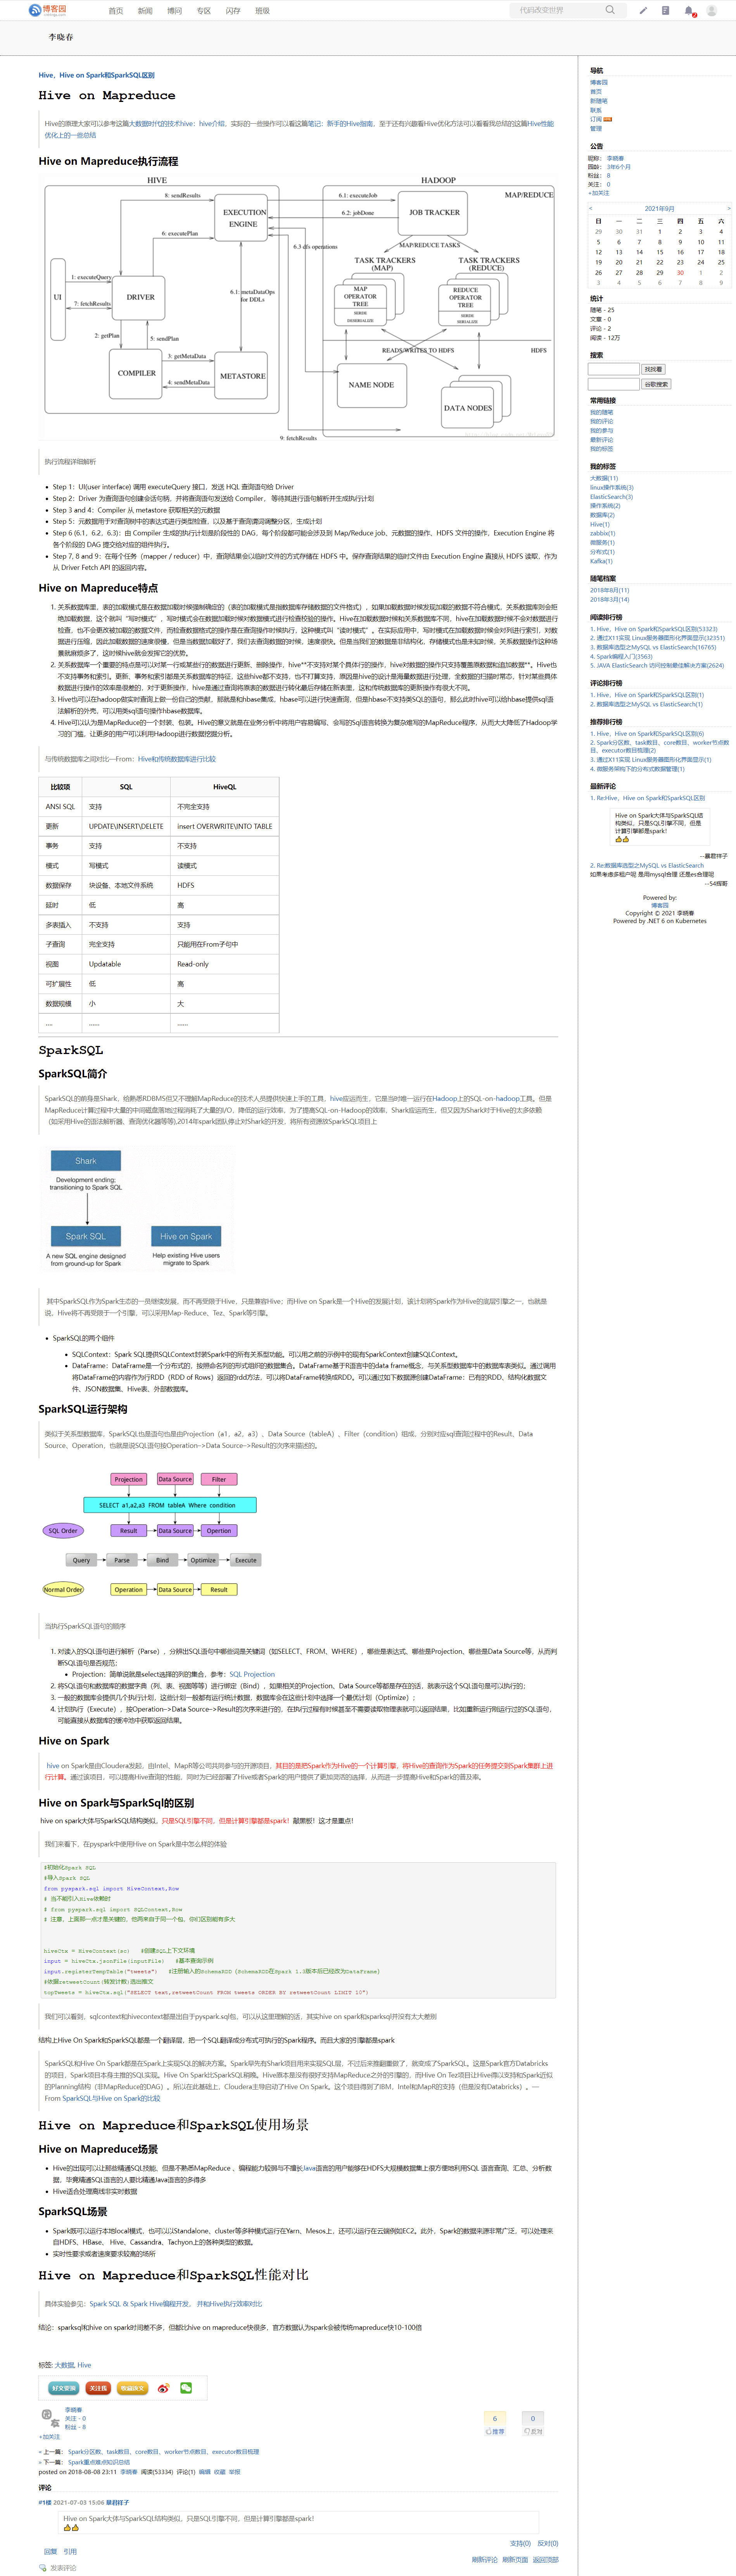 博客园
首页 新闻 博问 专区 闪存 班级
代码改变世界
李晓春
Hive，Hive on Spark和SparkSQL区别
Hive on Mapreduce
Hive的原理大家可以参考这篇大数据时代的技术hive：hive介绍，实际的一些操作可以看这篇笔记：新手的Hive指南，至于还有兴趣看Hive优化方法可以看看我总结的这篇Hive性能
优化上的一些总结
Hive on Mapreduce执行流程
HIVE
HADOOP
8: sendResults
6.1: executeJob
MAP/REDUCE
EXECUTION
ENGINE
6.2: jobDone
JOB TRACKER
6: executePlan
6.3 dfs operations
MAP/REDUCE TASKS
TASK TRACKERS
(MAP)
TASK TRACKERS
(REDUCE)
1: executeQuery
UI
DRIVER
7: fetchResults
6.1: metaDataOps
for DDLs
MAP
OPERATOR
TREE
SERDE
DESERIALIZE
REDUCE
OPERATOR
TREE
SERDE
SERIALIZE
2: getPlan
5: sendPlan
READS/WRITES TO HDFS
HDFS
3: getMetaData
COMPILER
METASTORE
4: sendMetaData
NAME NODE
DATA NODES
9: fetchResults
执行流程详细解析
Step 1：UI(user interface) 调用 executeQuery 接口，发送 HQL 查询语句给 Driver
Step 2：Driver 为查询语句创建会话句柄，并将查询语句发送给 Compiler， 等待其进行语句解析并生成执行计划
Step 3 and 4：Compiler 从 metastore 获取相关的元数据
Step 5：元数据用于对查询树中的表达式进行类型检查，以及基于查询谓词调整分区，生成计划
Step 6 (6.1，6.2，6.3)：由 Compiler 生成的执行计划是阶段性的 DAG，每个阶段都可能会涉及到 Map/Reduce job、元数据的操作、HDFS 文件的操作，Execution Engine 将
各个阶段的 DAG 提交给对应的组件执行。
Step 7, 8 and 9：在每个任务（mapper / reducer）中，查询结果会以临时文件的方式存储在 HDFS 中。保存查询结果的临时文件由 Execution Engine 直接从 HDFS 读取，作为
从 Driver Fetch API 的返回内容。
Hive on Mapreduce特点
1. 关系数据库里，表的加载模式是在数据加载时候强制确定的（表的加载模式是指数据库存储数据的文件格式），如果加载数据时候发现加载的数据不符合模式，关系数据库则会拒
绝加载数据，这个就叫“写时模式”，写时模式会在数据加载时候对数据模式进行检查校验的操作。Hive在加载数据时候和关系数据库不同，hive在加载数据时候不会对数据进行
检查，也不会更改被加载的数据文件，而检查数据格式的操作是在查询操作时候执行，这种模式叫“读时模式”。在实际应用中，写时模式在加载数据时候会对列进行索引，对数
据进行压缩，因此加载数据的速度很慢，但是当数据加载好了，我们去查询数据的时候，速度很快。但是当我们的数据是非结构化，存储模式也是未知时候，关系数据操作这种场
景就麻烦多了，这时候hive就会发挥它的优势。
2. 关系数据库一个重要的特点是可以对某一行或某些行的数据进行更新、删除操作，hive**不支持对某个具体行的操作，hive对数据的操作只支持覆盖原数据和追加数据**。Hive也
不支持事务和索引。更新、事务和索引都是关系数据库的特征，这些hive都不支持，也不打算支持，原因是hive的设计是海量数据进行处理，全数据的扫描时常态，针对某些具体
数据进行操作的效率是很差的，对于更新操作，hive是通过查询将原表的数据进行转化最后存储在新表里，这和传统数据库的更新操作有很大不同。
3. Hive也可以在hadoop做实时查询上做一份自己的贡献，那就是和hbase集成，hbase可以进行快速查询，但是hbase不支持类SQL的语句，那么此时hive可以给hbase提供sql语
法解析的外壳，可以用类sql语句操作hbase数据库。
4. Hive可以认为是MapReduce的一个封装、包装。Hive的意义就是在业务分析中将用户容易编写、会写的Sql语言转换为复杂难写的MapReduce程序，从而大大降低了Hadoop学
习的门槛，让更多的用户可以利用Hadoop进行数据挖掘分析。
与传统数据库之间对比—From：Hive和传统数据库进行比较
比较项 SQL HiveQL
ANSI SQL 支持 不完全支持
更新 UPDATE\INSERT\DELETE insert OVERWRITE\INTO TABLE
事务 支持 不支持
模式 写模式 读模式
数据保存 块设备、本地文件系统 HDFS
延时 低 高
多表插入 不支持 支持
子查询 完全支持 只能用在From子句中
视图 Updatable Read-only
可扩展性 低 高
数据规模 小 大
…. …… ……
SparkSQL
SparkSQL简介
SparkSQL的前身是Shark，给熟悉RDBMS但又不理解MapReduce的技术人员提供快速上手的工具，hive应运而生，它是当时唯一运行在Hadoop上的SQL-on-hadoop工具。但是
MapReduce计算过程中大量的中间磁盘落地过程消耗了大量的I/O，降低的运行效率，为了提高SQL-on-Hadoop的效率，Shark应运而生，但又因为Shark对于Hive的太多依赖
（如采用Hive的语法解析器、查询优化器等等),2014年spark团队停止对Shark的开发，将所有资源放SparkSQL项目上
Shark
Development ending;
transitioning to Spark SQL
Spark SQL
Hive on Spark
A new SQL engine designed
from ground-up for Spark
Help existing Hive users
migrate to Spark
其中SparkSQL作为Spark生态的一员继续发展，而不再受限于Hive，只是兼容Hive；而Hive on Spark是一个Hive的发展计划，该计划将Spark作为Hive的底层引擎之一，也就是
说，Hive将不再受限于一个引擎，可以采用Map-Reduce、Tez、Spark等引擎。
SparkSQL的两个组件
SQLContext：Spark SQL提供SQLContext封装Spark中的所有关系型功能。可以用之前的示例中的现有SparkContext创建SQLContext。
DataFrame：DataFrame是一个分布式的，按照命名列的形式组织的数据集合。DataFrame基于R语言中的data frame概念，与关系型数据库中的数据库表类似。通过调用
将DataFrame的内容作为行RDD（RDD of Rows）返回的rdd方法，可以将DataFrame转换成RDD。可以通过如下数据源创建DataFrame：已有的RDD、结构化数据文
件、JSON数据集、Hive表、外部数据库。
SparkSQL运行架构
类似于关系型数据库，SparkSQL也是语句也是由Projection（a1，a2，a3）、Data Source（tableA）、Filter（condition）组成，分别对应sql查询过程中的Result、Data
Source、Operation，也就是说SQL语句按Operation–>Data Source–>Result的次序来描述的。
Projection Data Source Filter
SELECT a1,a2,a3 FROM tableA Where condition
SQL Order Result Data Source Opertion
Query Parse Bind Optimize Execute
Normal Order Operation Data Source Result
当执行SparkSQL语句的顺序
1. 对读入的SQL语句进行解析（Parse），分辨出SQL语句中哪些词是关键词（如SELECT、FROM、WHERE），哪些是表达式、哪些是Projection、哪些是Data Source等，从而判
断SQL语句是否规范；
Projection：简单说就是select选择的列的集合，参考：SQL Projection
2. 将SQL语句和数据库的数据字典（列、表、视图等等）进行绑定（Bind），如果相关的Projection、Data Source等都是存在的话，就表示这个SQL语句是可以执行的；
3. 一般的数据库会提供几个执行计划，这些计划一般都有运行统计数据，数据库会在这些计划中选择一个最优计划（Optimize）；
4. 计划执行（Execute），按Operation–>Data Source–>Result的次序来进行的，在执行过程有时候甚至不需要读取物理表就可以返回结果，比如重新运行刚运行过的SQL语句，
可能直接从数据库的缓冲池中获取返回结果。
Hive on Spark
hive on Spark是由Cloudera发起，由Intel、MapR等公司共同参与的开源项目，其目的是把Spark作为Hive的一个计算引擎，将Hive的查询作为Spark的任务提交到Spark集群上进
行计算。通过该项目，可以提高Hive查询的性能，同时为已经部署了Hive或者Spark的用户提供了更加灵活的选择，从而进一步提高Hive和Spark的普及率。
Hive on Spark与SparkSql的区别
hive on spark大体与SparkSQL结构类似，只是SQL引擎不同，但是计算引擎都是spark！敲黑板！这才是重点！
我们来看下，在pyspark中使用Hive on Spark是中怎么样的体验
#初始化Spark SQL
#导入Spark SQL
from pyspark.sql import HiveContext,Row
# 当不能引入Hive依赖时
# from pyspark.sql import SQLContext,Row
# 注意，上面那一点才是关键的，他两来自于同一个包，你们区别能有多大
hiveCtx = HiveContext(sc) #创建SQL上下文环境
input = hiveCtx.jsonFile(inputFile) #基本查询示例
input.registerTempTable("tweets") #注册输入的SchemaRDD（SchemaRDD在Spark 1.3版本后已经改为DataFrame）
#依据retweetCount(转发计数)选出推文
topTweets = hiveCtx.sql("SELECT text,retweetCount FROM tweets ORDER BY retweetCount LIMIT 10")
我们可以看到，sqlcontext和hivecontext都是出自于pyspark.sql包，可以从这里理解的话，其实hive on spark和sparksql并没有太大差别
结构上Hive On Spark和SparkSQL都是一个翻译层，把一个SQL翻译成分布式可执行的Spark程序。而且大家的引擎都是spark
SparkSQL和Hive On Spark都是在Spark上实现SQL的解决方案。Spark早先有Shark项目用来实现SQL层，不过后来推翻重做了，就变成了SparkSQL。这是Spark官方Databricks
的项目，Spark项目本身主推的SQL实现。Hive On Spark比SparkSQL稍晚。Hive原本是没有很好支持MapReduce之外的引擎的，而Hive On Tez项目让Hive得以支持和Spark近似
的Planning结构（非MapReduce的DAG）。所以在此基础上，Cloudera主导启动了Hive On Spark。这个项目得到了IBM，Intel和MapR的支持（但是没有Databricks）。—
From SparkSQL与Hive on Spark的比较
Hive on Mapreduce和SparkSQL使用场景
Hive on Mapreduce场景
Hive的出现可以让那些精通SQL技能、但是不熟悉MapReduce 、编程能力较弱与不擅长Java语言的用户能够在HDFS大规模数据集上很方便地利用SQL 语言查询、汇总、分析数
据，毕竟精通SQL语言的人要比精通Java语言的多得多
Hive适合处理离线非实时数据
SparkSQL场景
Spark既可以运行本地local模式，也可以以Standalone、cluster等多种模式运行在Yarn、Mesos上，还可以运行在云端例如EC2。此外，Spark的数据来源非常广泛，可以处理来
自HDFS、HBase、 Hive、Cassandra、Tachyon上的各种类型的数据。
实时性要求或者速度要求较高的场所
Hive on Mapreduce和SparkSQL性能对比
具体实验参见：Spark SQL & Spark Hive编程开发， 并和Hive执行效率对比
结论：sparksql和hive on spark时间差不多，但都比hive on mapreduce快很多，官方数据认为spark会被传统mapreduce快10-100倍
标签: 大数据, Hive
好文要顶 关注我 收藏该文
李晓春
关注 - 0
粉丝 - 8
+加关注
6
推荐
0
反对
« 上一篇： Spark分区数、task数目、core数目、worker节点数目、executor数目梳理
» 下一篇： Spark重点难点知识总结
posted on 2018-08-08 23:11 李晓春 阅读(53334) 评论(1) 编辑 收藏 举报
评论
#1楼 2021-07-03 15:06 暴君祥子
Hive on Spark大体与SparkSQL结构类似，只是SQL引擎不同，但是计算引擎都是spark！
支持(0) 反对(0)
回复 引用
刷新评论 刷新页面 返回顶部
发表评论
导航
博客园
首页
新随笔
联系
订阅
管理
公告
昵称： 李晓春
园龄： 3年6个月
粉丝： 8
关注： 0
+加关注
< 2021年9月 >
日 一 二 三 四 五 六
29 30 31 1 2 3 4
5 6 7 8 9 10 11
12 13 14 15 16 17 18
19 20 21 22 23 24 25
26 27 28 29 30 1 2
3 4 5 6 7 8 9
统计
随笔 - 25
文章 - 0
评论 - 2
阅读 - 12万
搜索
找找看
谷歌搜索
常用链接
我的随笔
我的评论
我的参与
最新评论
我的标签
我的标签
大数据(11)
linux操作系统(3)
ElasticSearch(3)
操作系统(2)
数据库(2)
Hive(1)
zabbix(1)
微服务(1)
分布式(1)
Kafka(1)
随笔档案
2018年8月(11)
2018年3月(14)
阅读排行榜
1. Hive，Hive on Spark和SparkSQL区别(53323)
2. 通过X11实现 Linux服务器图形化界面显示(32351)
3. 数据库选型之MySQL vs ElasticSearch(16765)
4. Spark编程入门(3563)
5. JAVA ElasticSearch 访问控制最佳解决方案(2624)
评论排行榜
1. Hive，Hive on Spark和SparkSQL区别(1)
2. 数据库选型之MySQL vs ElasticSearch(1)
推荐排行榜
1. Hive，Hive on Spark和SparkSQL区别(6)
2. Spark分区数、task数目、core数目、worker节点数
目、executor数目梳理(2)
3. 通过X11实现 Linux服务器图形化界面显示(1)
4. 微服务架构下的分布式数据管理(1)
最新评论
1. Re:Hive，Hive on Spark和SparkSQL区别
Hive on Spark大体与SparkSQL结
构类似，只是SQL引擎不同，但是
计算引擎都是spark！
--暴君祥子
2. Re:数据库选型之MySQL vs ElasticSearch
如果考虑多租户呢 是用mysql合理 还是es合理呢
--54辉哥
Powered by:
博客园
Copyright © 2021 李晓春
Powered by .NET 6 on Kubernetes